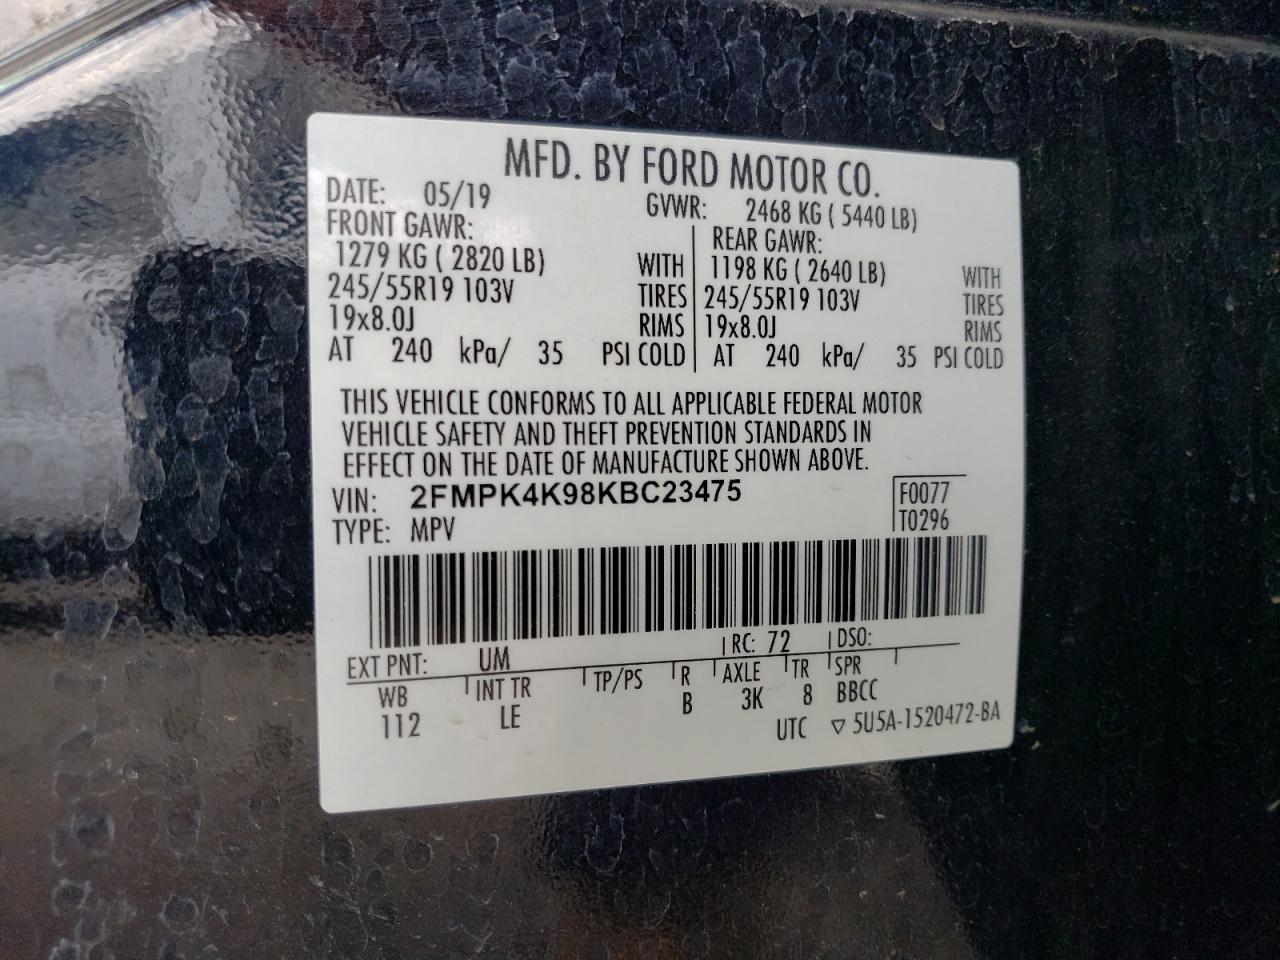 MFD. BY FORD MOTOR CO.
DATE: 05/19 GVWR: 2468 KG ( 5440 LB)
FRONT GAWR: REAR GAWR:
1279 KG ( 2820 LB) WITH 1198 KG ( 2640 LB) WITH
245/55R19 103V TIRES 245/55R19 103V TIRES
19x8.0J RIMS 19x8.0J RIMS
AT 240 kPa/ 35 PSI COLD AT 240 kPa/ 35 PSI COLD
THIS VEHICLE CONFORMS TO ALL APPLICABLE FEDERAL MOTOR
VEHICLE SAFETY AND THEFT PREVENTION STANDARDS IN
EFFECT ON THE DATE OF MANUFACTURE SHOWN ABOVE.
VIN: 2FMPK4K98KBC23475 F0077
TYPE: MPV T0296
EXT PNT: UM RC: 72 DSO:
WB INT TR TP/PS R AXLE TR SPR
112 LE B 3K 8 BBCC
UTC ▽ 5U5A-1520472-BA